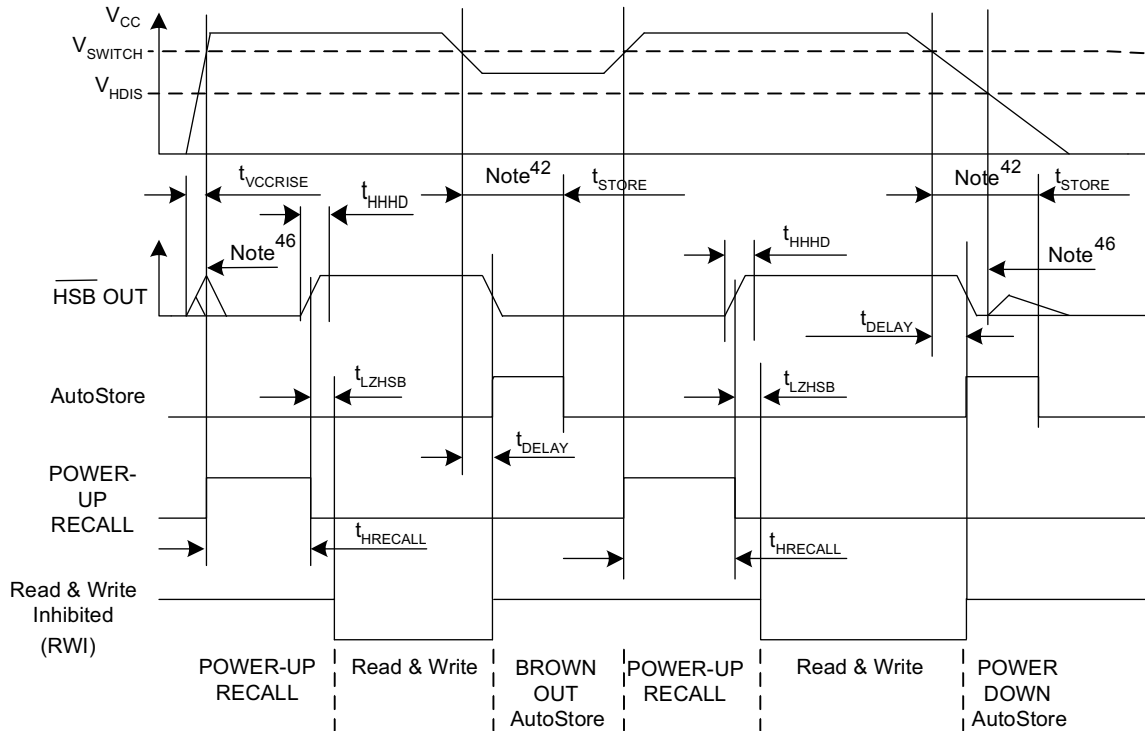 VCC
VSWITCH
VHDIS
tVCCRISE
Note42
tSTORE
Note42
tSTORE
tHHHD
Note46
tHHHD
Note46
HSB OUT
tDELAY
tLZHSB
tLZHSB
AutoStore
tDELAY
POWER-
UP
RECALL
tHRECALL
tHRECALL
Read & Write
Inhibited
(RWI)
POWER-UP
RECALL
Read & Write
BROWN
OUT
AutoStore
POWER-UP
RECALL
Read & Write
POWER
DOWN
AutoStore